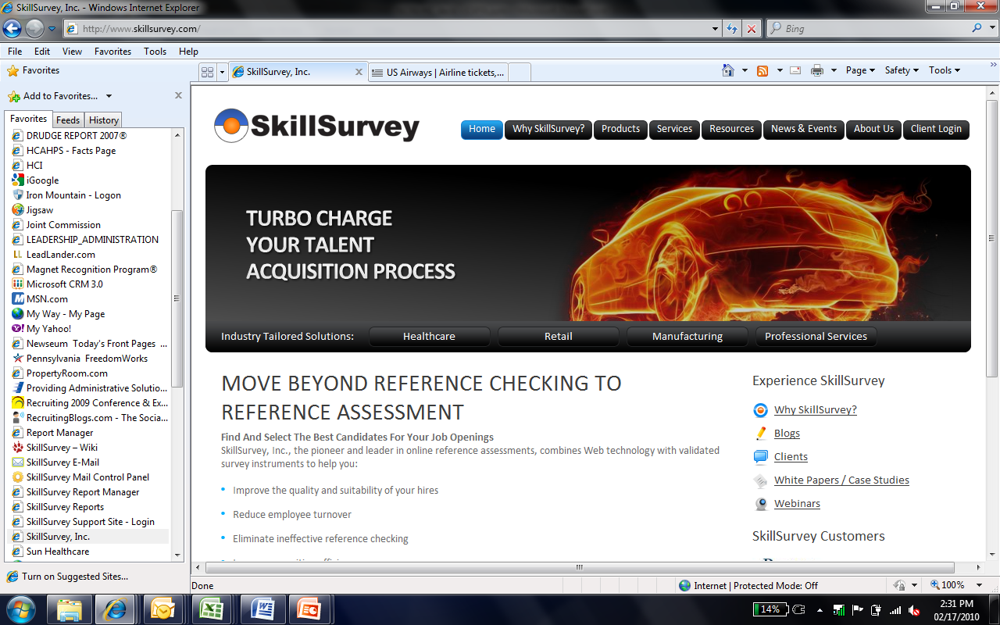 SkillSurvey, Inc. - Windows Internet Explorer
http://www.skillsurvey.com/
Bing
File Edit View Favorites Tools Help
Favorites
SkillSurvey, Inc.
US Airways | Airline tickets,...
Page Safety Tools
Add to Favorites...
Favorites Feeds History
DRUDGE REPORT 2007®
HCAHPS - Facts Page
HCI
iGoogle
Iron Mountain - Logon
Jigsaw
Joint Commission
LEADERSHIP_ADMINISTRATION
LL LeadLander.com
Magnet Recognition Program®
Microsoft CRM 3.0
MSN.com
My Way - My Page
My Yahoo!
Newseum Today's Front Pages ...
Pennsylvania FreedomWorks
PropertyRoom.com
Providing Administrative Solutio...
Recruiting 2009 Conference & Ex...
RecruitingBlogs.com - The Socia...
Report Manager
SkillSurvey – Wiki
SkillSurvey E-Mail
SkillSurvey Mail Control Panel
SkillSurvey Report Manager
SkillSurvey Reports
SkillSurvey Support Site - Login
SkillSurvey, Inc.
Sun Healthcare
Turn on Suggested Sites...
SkillSurvey
Home Why SkillSurvey? Products Services Resources News & Events About Us Client Login
TURBO CHARGE
YOUR TALENT
ACQUISITION PROCESS
Industry Tailored Solutions: Healthcare Retail Manufacturing Professional Services
MOVE BEYOND REFERENCE CHECKING TO
REFERENCE ASSESSMENT
Find And Select The Best Candidates For Your Job Openings
SkillSurvey, Inc., the pioneer and leader in online reference assessments, combines Web technology with validated
survey instruments to help you:
Improve the quality and suitability of your hires
Reduce employee turnover
Eliminate ineffective reference checking
Experience SkillSurvey
Why SkillSurvey?
Blogs
Clients
White Papers / Case Studies
Webinars
SkillSurvey Customers
Done
Internet | Protected Mode: Off
100%
14%
2:31 PM
02/17/2010